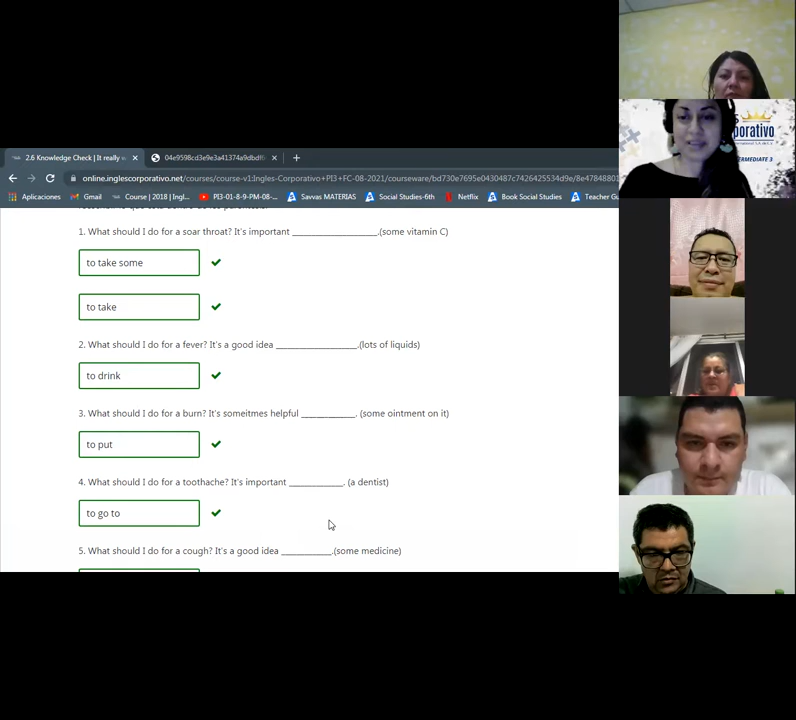 2.6 Knowledge Check | It really
04e9598cd3e9e3a41374a9dbdf
online.inglescorporativo.net/courses/course-v1:Ingles-Corporativo+PI3+FC-08-2021/courseware/bd730e7695e0430487c7426425534d9e/8e4784880
Aplicaciones
Gmail
Course | 2018 | Ingl...
PI3-01-8-9-PM-08-...
Savvas MATERIAS
Social Studies-6th
Netflix
Book Social Studies
Teacher Gu
1. What should I do for a soar throat? It's important ____________________.(some vitamin C)
to take some
to take
2. What should I do for a fever? It's a good idea ___________________.(lots of liquids)
to drink
3. What should I do for a burn? It's someitmes helpful ____________. (some ointment on it)
to put
4. What should I do for a toothache? It's important ____________. (a dentist)
to go to
5. What should I do for a cough? It's a good idea ____________.(some medicine)
porativo
ERMEDIATE 3